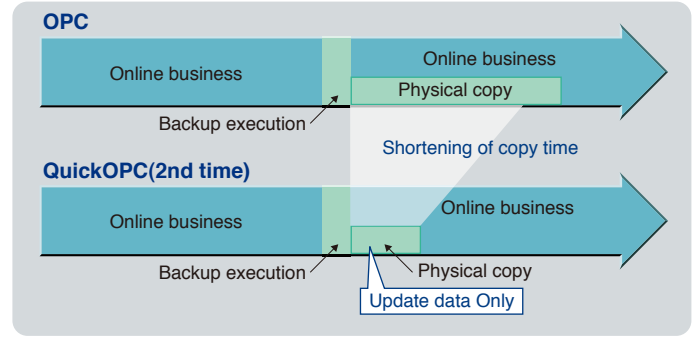 OPC
Online business
Online business
Physical copy
Backup execution
Shortening of copy time
QuickOPC(2nd time)
Online business
Online business
Backup execution
Physical copy
Update data Only